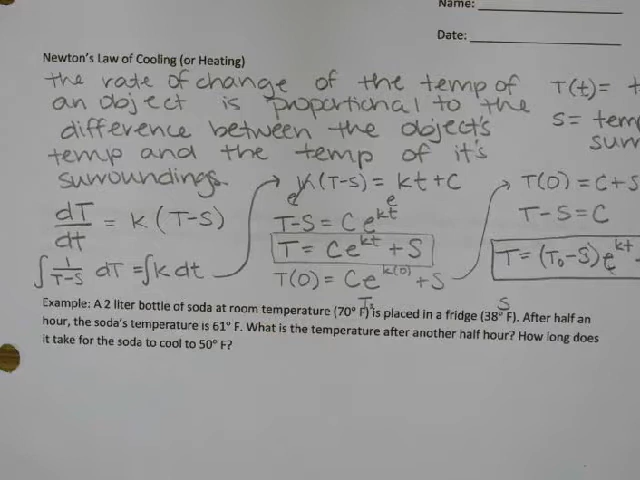 Name:
Date:
Newton's Law of Cooling (or Heating)
the rate of change of the temp of
an object is proportional to the
difference between the object's
temp and the temp of it's
surroundings.
T(t)= t
S= tem
surr
dT/dt = k (T-S)
∫ 1/(T-S) dT = ∫k dt
(T-S) = kt+C
e e
T-S = Ce^kt
T = Ce^kt + S
T(0) = Ce^k(0) + S
T(0) = C+S
T-S = C
T = (T₀-S)e^kt
T₀ S
Example: A 2 liter bottle of soda at room temperature (70° F) is placed in a fridge (38° F). After half an
hour, the soda's temperature is 61° F. What is the temperature after another half hour? How long does
it take for the soda to cool to 50° F?